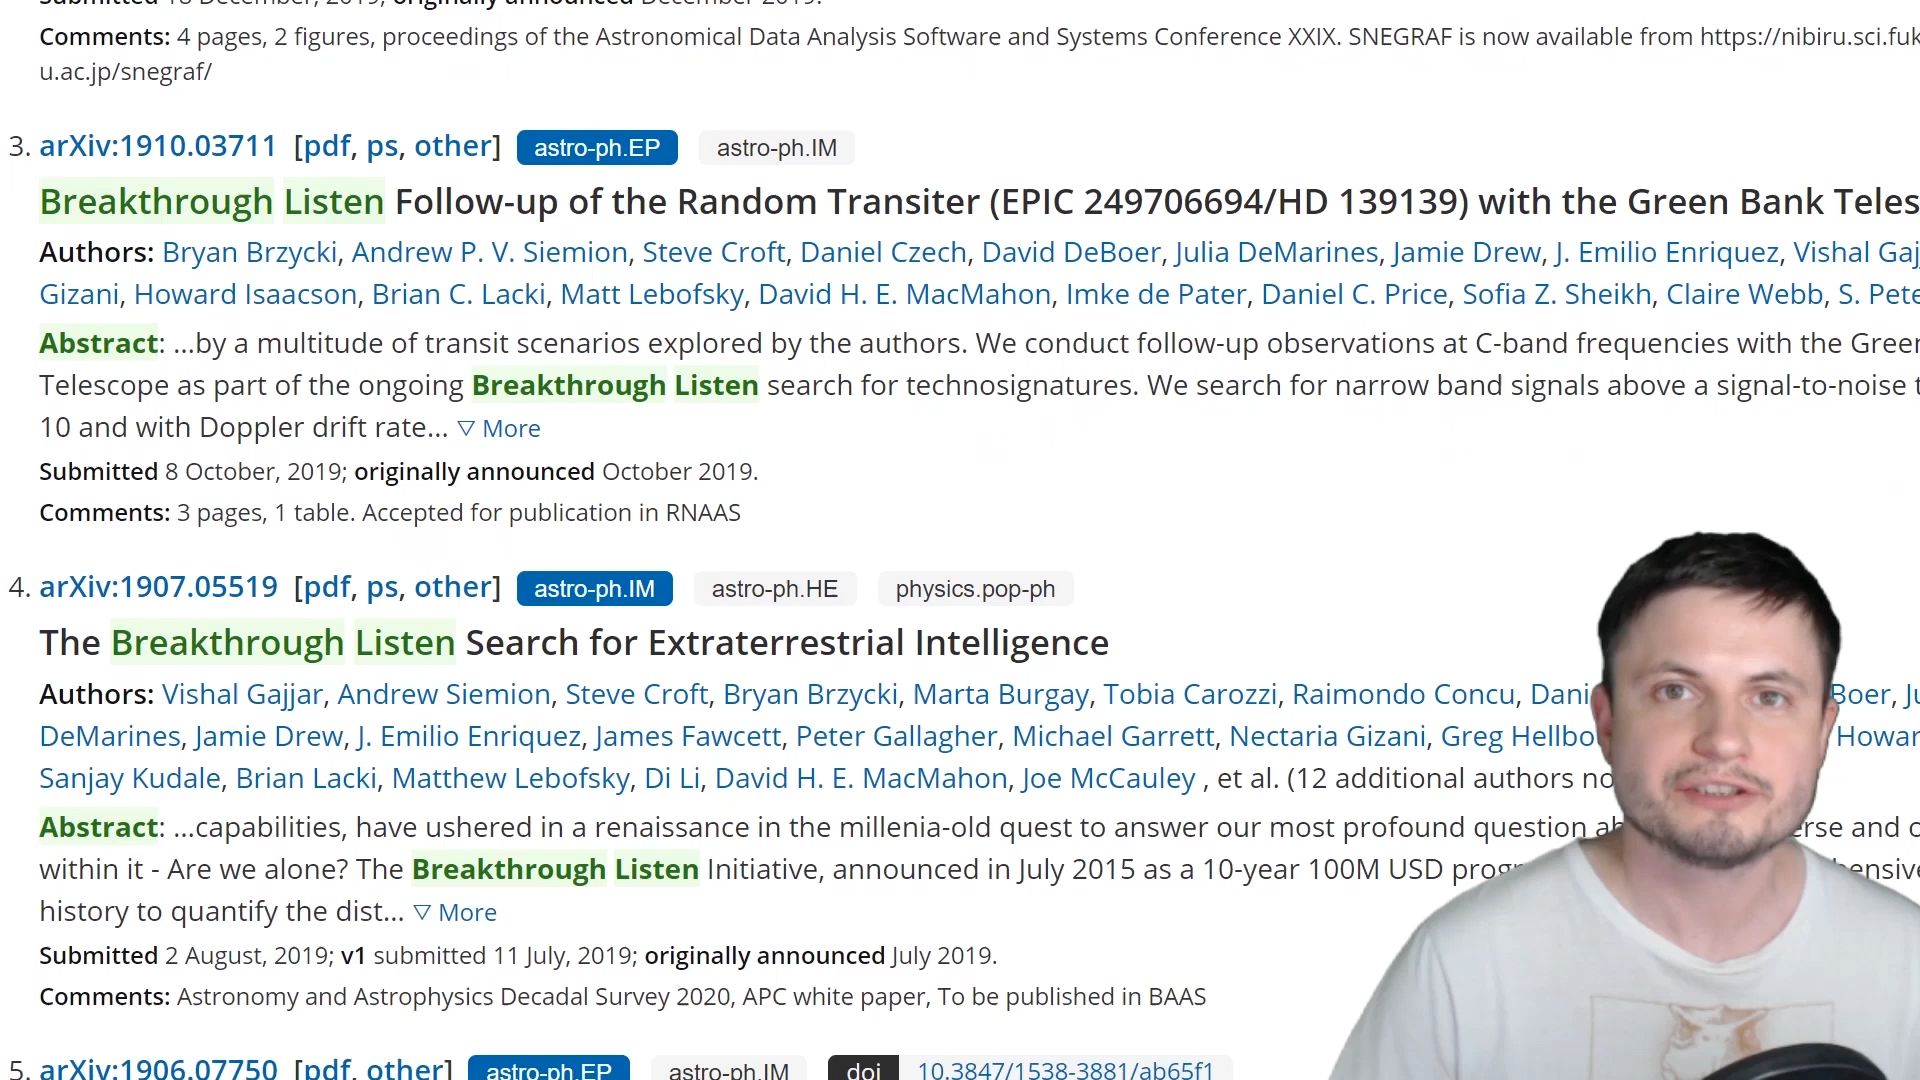 Submitted 18 December, 2019; originally announced December 2019.
Comments: 4 pages, 2 figures, proceedings of the Astronomical Data Analysis Software and Systems Conference XXIX. SNEGRAF is now available from https://nibiru.sci.fuk
u.ac.jp/snegraf/
3. arXiv:1910.03711 [pdf, ps, other] astro-ph.EP astro-ph.IM
Breakthrough Listen Follow-up of the Random Transiter (EPIC 249706694/HD 139139) with the Green Bank Teles
Authors: Bryan Brzycki, Andrew P. V. Siemion, Steve Croft, Daniel Czech, David DeBoer, Julia DeMarines, Jamie Drew, J. Emilio Enriquez, Vishal Gaj
Gizani, Howard Isaacson, Brian C. Lacki, Matt Lebofsky, David H. E. MacMahon, Imke de Pater, Daniel C. Price, Sofia Z. Sheikh, Claire Webb, S. Pete
Abstract: ...by a multitude of transit scenarios explored by the authors. We conduct follow-up observations at C-band frequencies with the Green
Telescope as part of the ongoing Breakthrough Listen search for technosignatures. We search for narrow band signals above a signal-to-noise t
10 and with Doppler drift rate... ▽ More
Submitted 8 October, 2019; originally announced October 2019.
Comments: 3 pages, 1 table. Accepted for publication in RNAAS
4. arXiv:1907.05519 [pdf, ps, other] astro-ph.IM astro-ph.HE physics.pop-ph
The Breakthrough Listen Search for Extraterrestrial Intelligence
Authors: Vishal Gajjar, Andrew Siemion, Steve Croft, Bryan Brzycki, Marta Burgay, Tobia Carozzi, Raimondo Concu, Dani Boer, Ju
DeMarines, Jamie Drew, J. Emilio Enriquez, James Fawcett, Peter Gallagher, Michael Garrett, Nectaria Gizani, Greg Hellbo Howar
Sanjay Kudale, Brian Lacki, Matthew Lebofsky, Di Li, David H. E. MacMahon, Joe McCauley , et al. (12 additional authors no
Abstract: ...capabilities, have ushered in a renaissance in the millenia-old quest to answer our most profound question ab erse and o
within it - Are we alone? The Breakthrough Listen Initiative, announced in July 2015 as a 10-year 100M USD prog ensive
history to quantify the dist... ▽ More
Submitted 2 August, 2019; v1 submitted 11 July, 2019; originally announced July 2019.
Comments: Astronomy and Astrophysics Decadal Survey 2020, APC white paper, To be published in BAAS
5. arXiv:1906.07750 [pdf, other] astro-ph.EP astro-ph.IM doi 10.3847/1538-3881/ab65f1